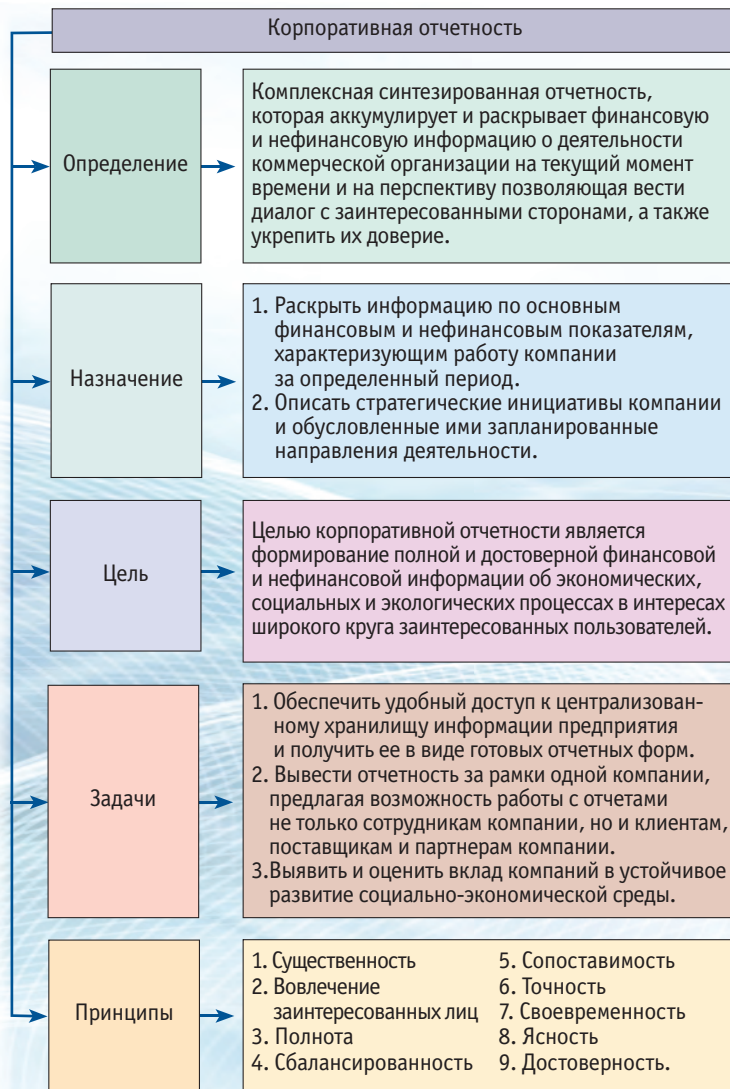 Корпоративная отчетность
Определение
Комплексная синтезированная отчетность,
которая аккумулирует и раскрывает финансовую
и нефинансовую информацию о деятельности
коммерческой организации на текущий момент
времени и на перспективу позволяющая вести
диалог с заинтересованными сторонами, а также
укрепить их доверие.
Назначение
1. Раскрыть информацию по основным
финансовым и нефинансовым показателям,
характеризующим работу компании
за определенный период.
2. Описать стратегические инициативы компании
и обусловленные ими запланированные
направления деятельности.
Цель
Целью корпоративной отчетности является
формирование полной и достоверной финансовой
и нефинансовой информации об экономических,
социальных и экологических процессах в интересах
широкого круга заинтересованных пользователей.
Задачи
1. Обеспечить удобный доступ к централизован-
ному хранилищу информации предприятия
и получить ее в виде готовых отчетных форм.
2. Вывести отчетность за рамки одной компании,
предлагая возможность работы с отчетами
не только сотрудникам компании, но и клиентам,
поставщикам и партнерам компании.
3.Выявить и оценить вклад компаний в устойчивое
развитие социально-экономической среды.
Принципы
1. Существенность
2. Вовлечение
заинтересованных лиц
3. Полнота
4. Сбалансированность
5. Сопоставимость
6. Точность
7. Своевременность
8. Ясность
9. Достоверность.